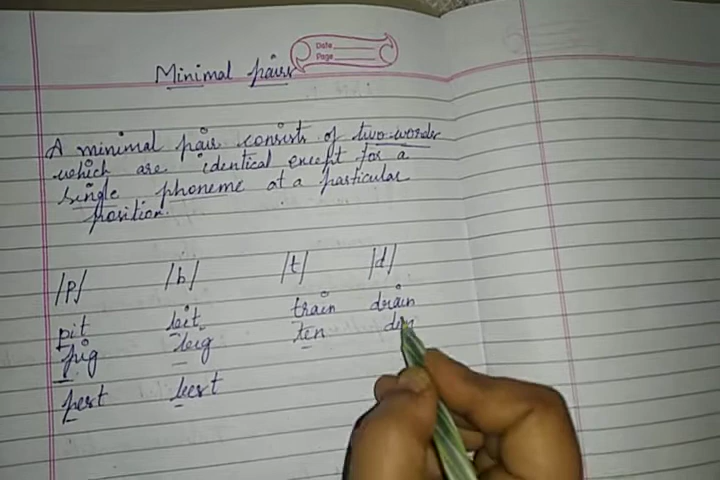 Date
Page
Minimal pairs
A minimal pair consists of two words
which are identical except for a
single phoneme at a particular
position.
/p/ /b/ /t/ /d/
pit bit train drain
pig big ten
pest best